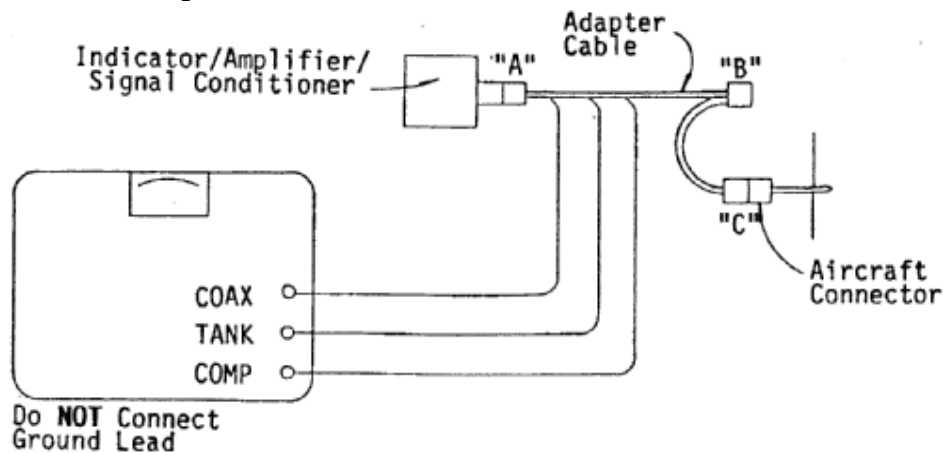 Adapter
Cable
Indicator/Amplifier/
Signal Conditioner
"A"
"B"
"C"
Aircraft
Connector
COAX
TANK
COMP
Do NOT Connect
Ground Lead